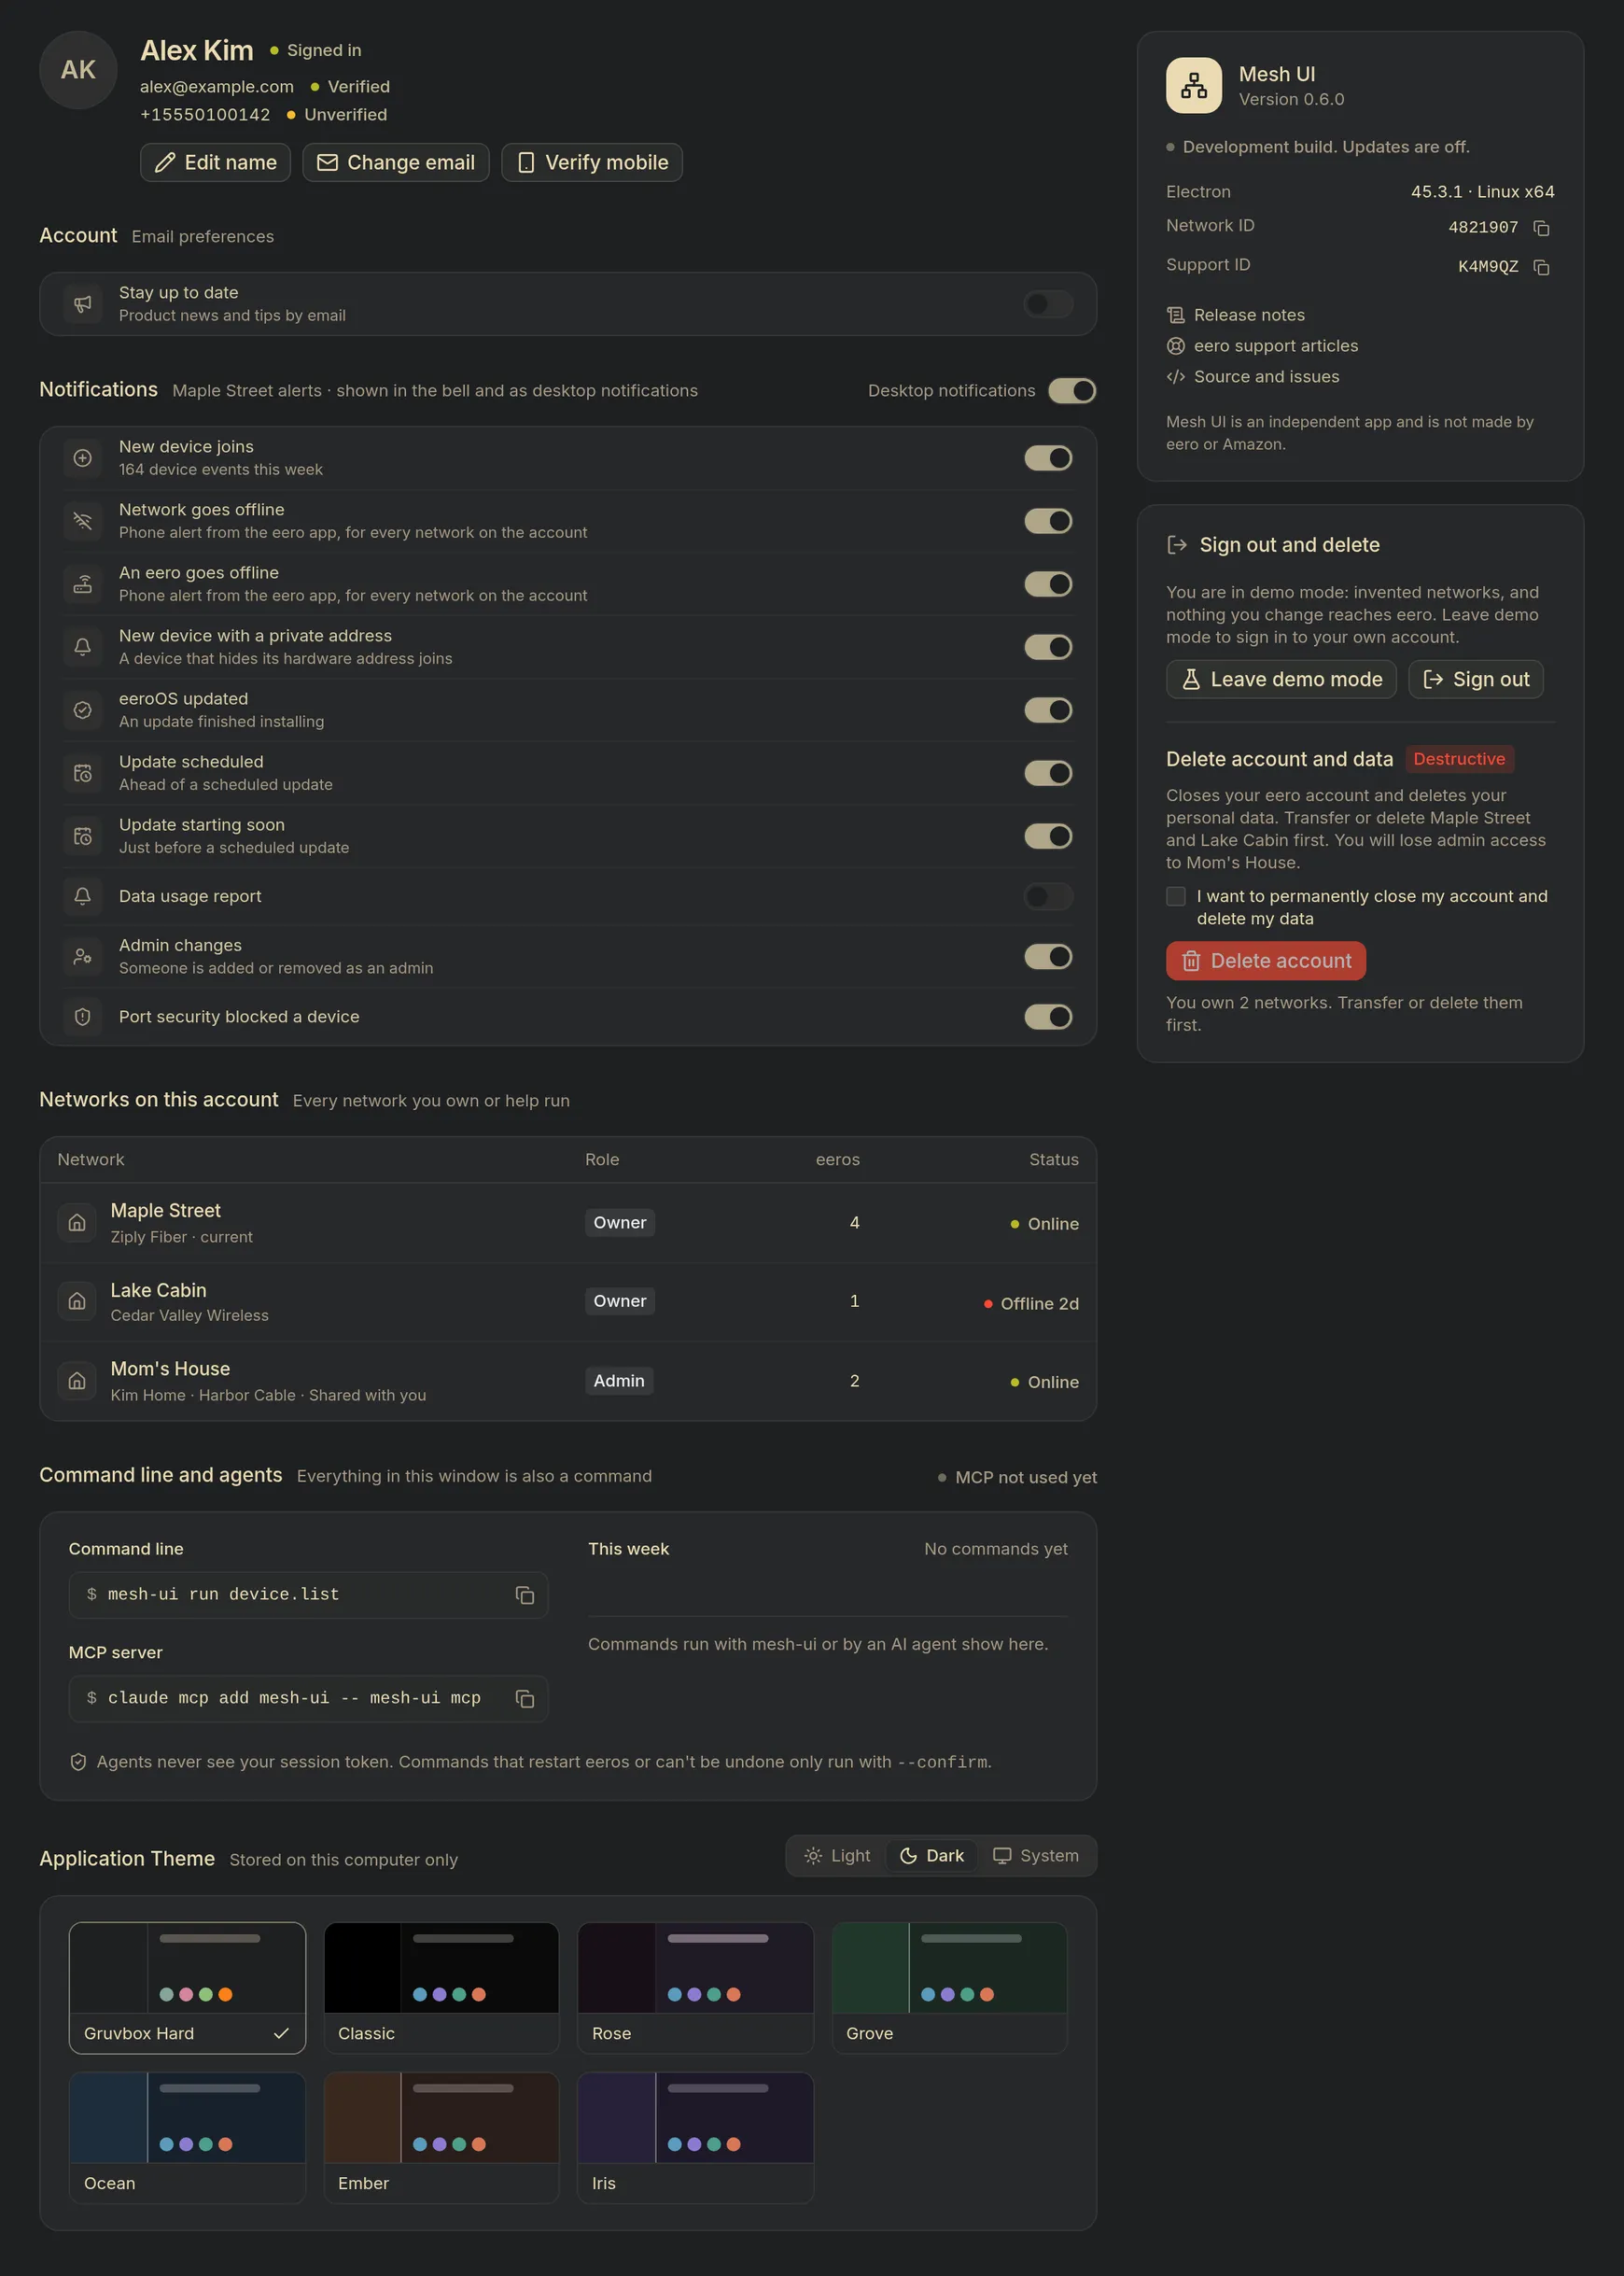 AK
Alex Kim
Signed in
alex@example.com
Verified
+15550100142
Unverified
Edit name
Change email
Verify mobile
Account
Email preferences
Stay up to date
Product news and tips by email
Notifications
Maple Street alerts · shown in the bell and as desktop notifications
Desktop notifications
New device joins
164 device events this week
Network goes offline
Phone alert from the eero app, for every network on the account
An eero goes offline
Phone alert from the eero app, for every network on the account
New device with a private address
A device that hides its hardware address joins
eeroOS updated
An update finished installing
Update scheduled
Ahead of a scheduled update
Update starting soon
Just before a scheduled update
Data usage report
Admin changes
Someone is added or removed as an admin
Port security blocked a device
Networks on this account
Every network you own or help run
Network
Role
eeros
Status
Maple Street
Ziply Fiber · current
Owner
4
Online
Lake Cabin
Cedar Valley Wireless
Owner
1
Offline 2d
Mom's House
Kim Home · Harbor Cable · Shared with you
Admin
2
Online
Command line and agents
Everything in this window is also a command
MCP not used yet
Command line
$ mesh-ui run device.list
MCP server
$ claude mcp add mesh-ui -- mesh-ui mcp
This week
No commands yet
Commands run with mesh-ui or by an AI agent show here.
Agents never see your session token. Commands that restart eeros or can't be undone only run with --confirm.
Application Theme
Stored on this computer only
Light
Dark
System
Gruvbox Hard
Classic
Rose
Grove
Ocean
Ember
Iris
Mesh UI
Version 0.6.0
Development build. Updates are off.
Electron
45.3.1 · Linux x64
Network ID
4821907
Support ID
K4M9QZ
Release notes
eero support articles
Source and issues
Mesh UI is an independent app and is not made by
eero or Amazon.
Sign out and delete
You are in demo mode: invented networks, and
nothing you change reaches eero. Leave demo
mode to sign in to your own account.
Leave demo mode
Sign out
Delete account and data
Destructive
Closes your eero account and deletes your
personal data. Transfer or delete Maple Street
and Lake Cabin first. You will lose admin access
to Mom's House.
I want to permanently close my account and
delete my data
Delete account
You own 2 networks. Transfer or delete them
first.